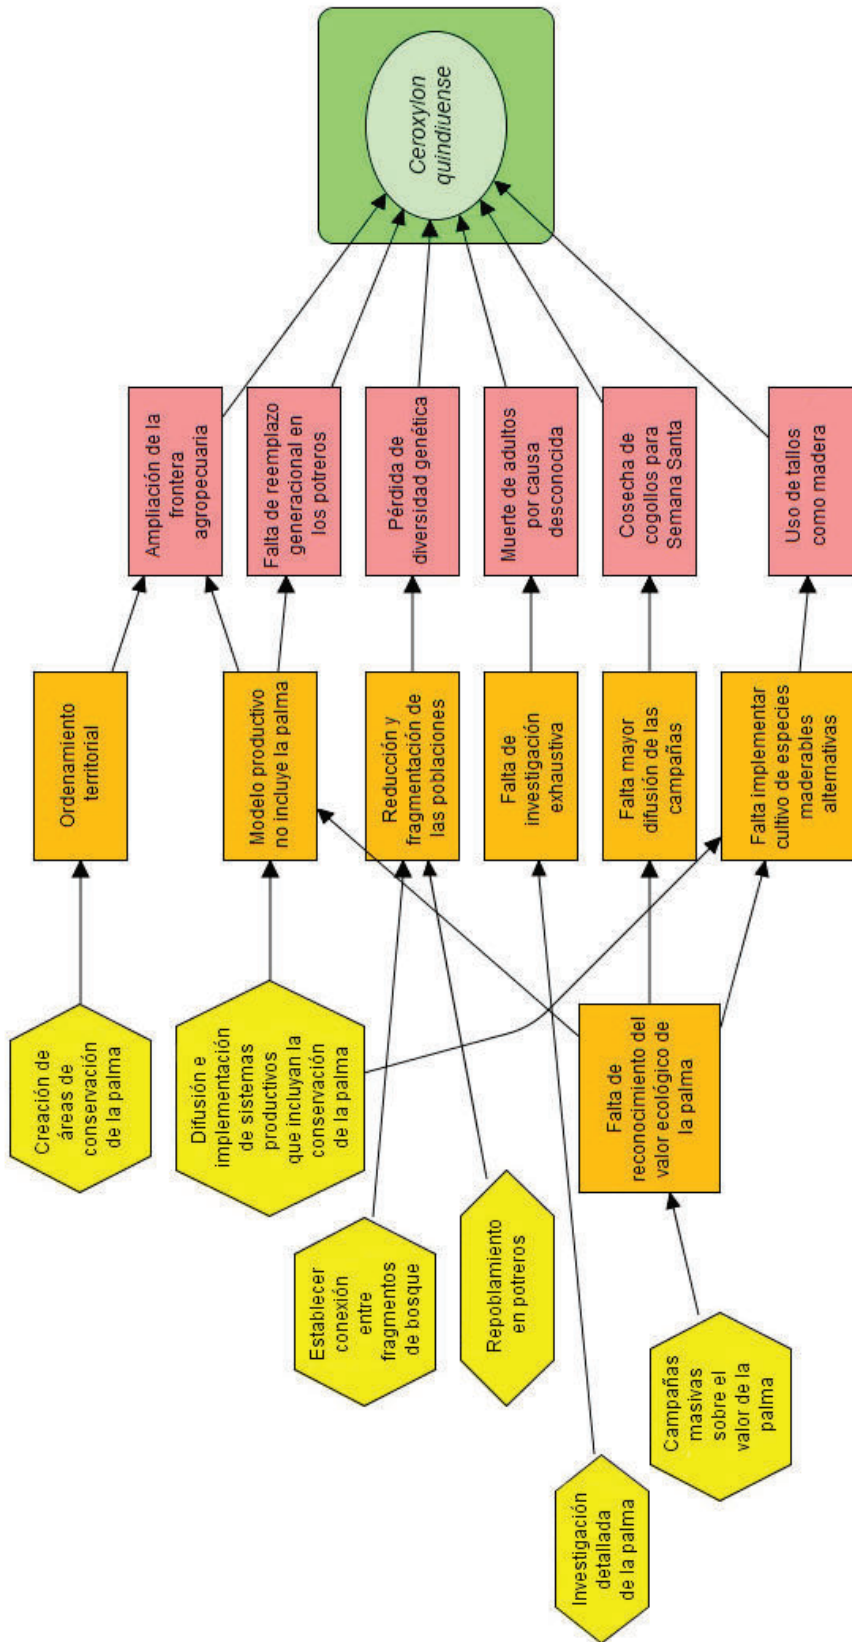 Creación de
áreas de
conservación
de la palma
Difusión e
implementación
de sistemas
productivos
que incluyan la
conservación
de la palma
Establecer
conexión
entre
fragmentos
de bosque
Repoblamiento
en potreros
Investigación
detallada
de la palma
Campañas
masivas
sobre el
valor de la
palma
Falta de
reconocimiento del
valor ecológico de
la palma
Ordenamiento
territorial
Modelo productivo
no incluye la palma
Reducción y
fragmentación de
las poblaciones
Falta de
investigación
exhaustiva
Falta mayor
difusión de las
campañas
Falta implementar
cultivo de especies
maderables
alternativas
Ampliación de la
frontera
agropecuaria
Falta de reemplazo
generacional en
los potreros
Pérdida de
diversidad genética
Muerte de adultos
por causa
desconocida
Cosecha de
cogollos para
Semana Santa
Uso de tallos
como madera
Ceroxylon
quindiuense